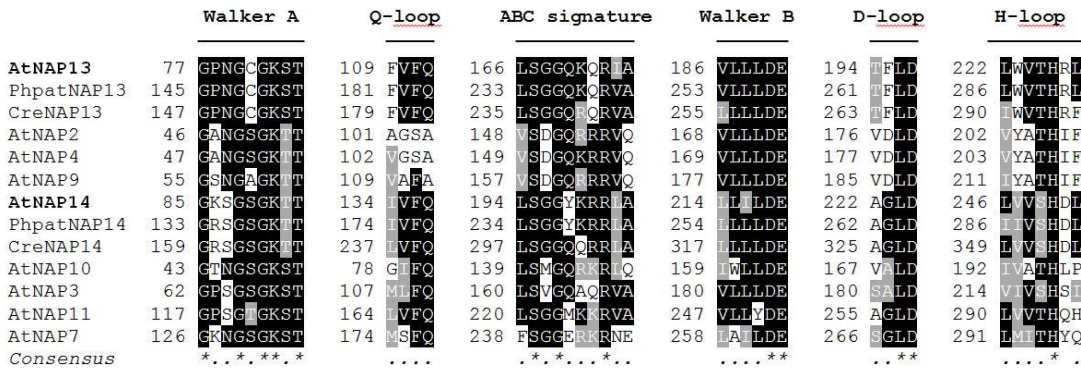 Walker A Q-loop ABC signature Walker B D-loop H-loop
AtNAP13 77 GPNGCGKST 109 FVFQ 166 LSGGQKQRIA 186 VLLLDE 194 TFLD 222 LWVTHRL
PhpatNAP13 145 GPNGCGKST 181 FVFQ 233 LSGGQKQRVA 253 VLLLDE 261 TFLD 286 LWVTHRL
CreNAP13 147 GPNGCGKST 179 FVFQ 235 LSGGQRQRVA 255 LLLLDE 263 TFLD 290 IWVTHRF
AtNAP2 46 GANGSGKTT 101 AGSA 148 VSDGQRRRVQ 168 VLLLDE 176 VDLD 202 VYATHIF
AtNAP4 47 GANGSGKTT 102 VGSA 149 VSDGQKRRVQ 169 VLLLDE 177 VDLD 203 VYATHIF
AtNAP9 55 GSNGAGKTT 109 VAFA 157 VSDGQRRRVQ 177 VLLLDE 185 VDLD 211 IYATHIF
AtNAP14 85 GKSGSGKTT 134 IVFQ 194 LSGGYKRRLA 214 LLILDE 222 AGLD 246 LVVSHDL
PhpatNAP14 133 GRSGSGKTT 174 IVFQ 234 LSGGYKRRLA 254 LLLLDE 262 AGLD 286 IIVSHDL
CreNAP14 159 GRSGSGKTT 237 LVFQ 297 LSGGQQRRLA 317 LLLLDE 325 AGLD 349 LVVSHDL
AtNAP10 43 GTNGSGKST 78 GIFQ 139 LSMGQRKRLQ 159 IWLLDE 167 VALD 192 IVATHLP
AtNAP3 62 GPSGSGKST 107 MLFQ 160 LSVGQAQRVA 180 VLLLDE 180 SALD 214 VIVSHSI
AtNAP11 117 GPSGTGKST 164 LVFQ 220 LSGGMKKRVA 247 VLLYDE 255 AGLD 290 LVVTHQH
AtNAP7 126 GKNGSGKST 174 MSFQ 238 FSGGERKRNE 258 LAILDE 266 SGLD 291 LMITHYQ
Consensus *..*.**.* .... .*.*...*.. ....** ..** ....*..